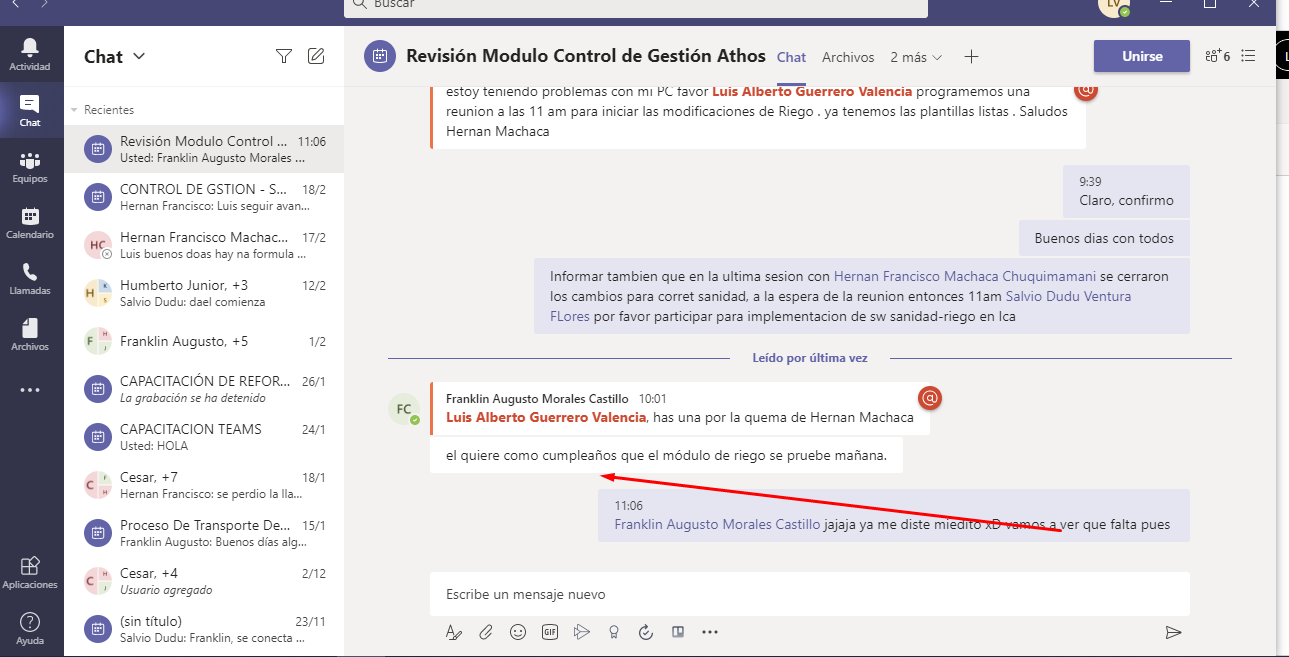 Buscar
LV
Actividad
Chat
Equipos
Calendario
Llamadas
Archivos
Aplicaciones
Ayuda
Chat
Recientes
Revisión Modulo Control ... 11:06
Usted: Franklin Augusto Morales ...
CONTROL DE GSTION - S... 18/2
Hernan Francisco: Luis seguir avan...
HC
Hernan Francisco Machac... 17/2
Luis buenos doas hay na formula ...
H K S
Humberto Junior, +3 12/2
Salvio Dudu: dael comienza
F H I
Franklin Augusto, +5 1/2
CAPACITACIÓN DE REFOR... 26/1
La grabación se ha detenido
CAPACITACION TEAMS 24/1
Usted: HOLA
C F H
Cesar, +7 18/1
Hernan Francisco: se perdio la lla...
Proceso De Transporte De... 15/1
Franklin Augusto: Buenos días alg...
C H I
Cesar, +4 2/12
Usuario agregado
(sin título) 23/11
Salvio Dudu: Franklin, se conecta ...
Revisión Modulo Control de Gestión Athos Chat Archivos 2 más Unirse 6
estoy teniendo problemas con mi PC favor Luis Alberto Guerrero Valencia programemos una
reunion a las 11 am para iniciar las modificaciones de Riego . ya tenemos las plantillas listas . Saludos
Hernan Machaca
9:39
Claro, confirmo
Buenos dias con todos
Informar tambien que en la ultima sesion con Hernan Francisco Machaca Chuquimamani se cerraron
los cambios para corret sanidad, a la espera de la reunion entonces 11am Salvio Dudu Ventura
FLores por favor participar para implementacion de sw sanidad-riego en Ica
Leído por última vez
FC
Franklin Augusto Morales Castillo 10:01
Luis Alberto Guerrero Valencia, has una por la quema de Hernan Machaca
el quiere como cumpleaños que el módulo de riego se pruebe mañana.
11:06
Franklin Augusto Morales Castillo jajaja ya me diste miedito xD vamos a ver que falta pues
Escribe un mensaje nuevo
GIF